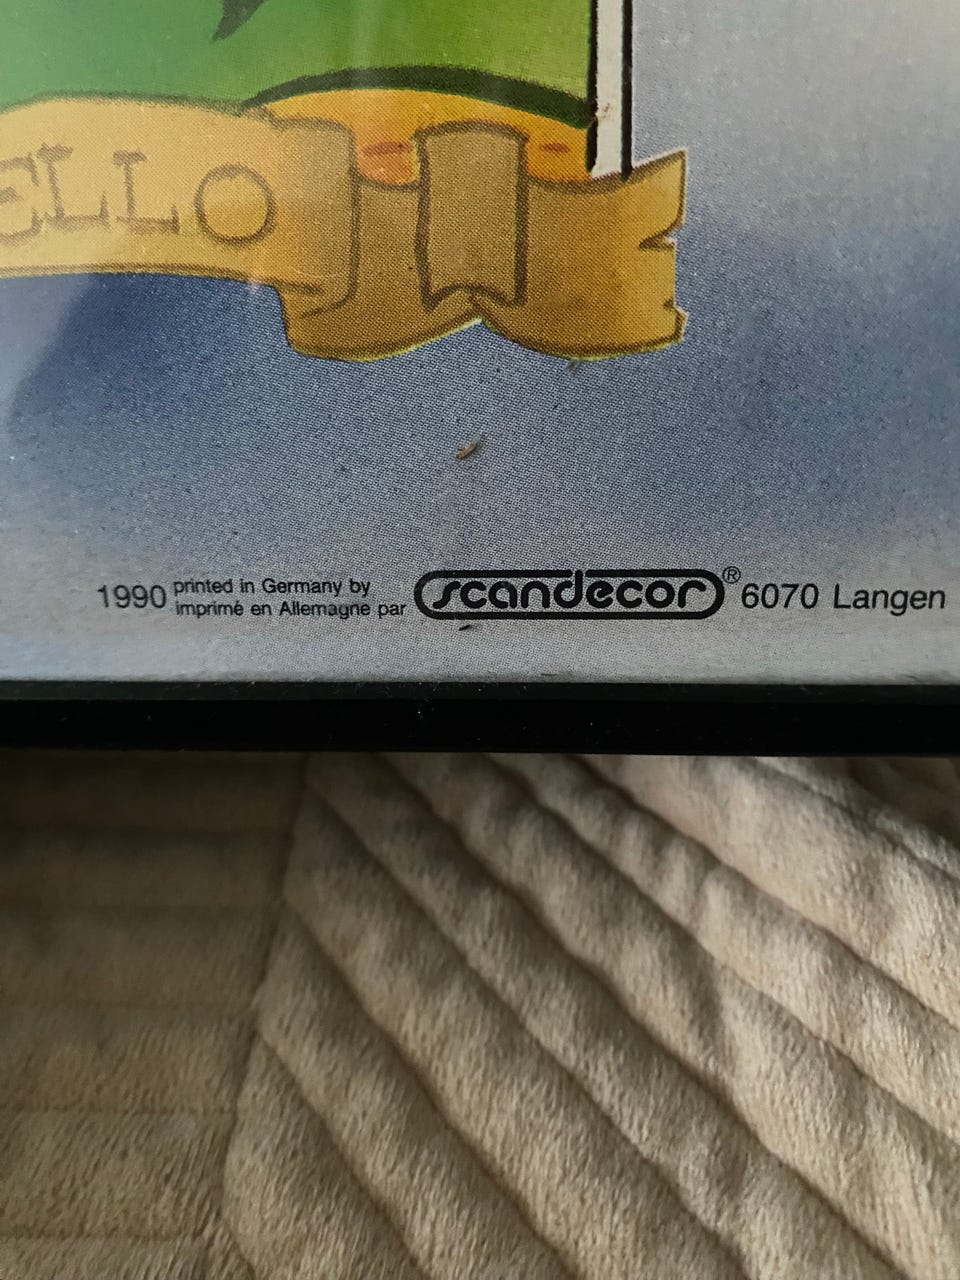 ELLO
1990 printed in Germany by
imprimé en Allemagne par scandecor® 6070 Langen